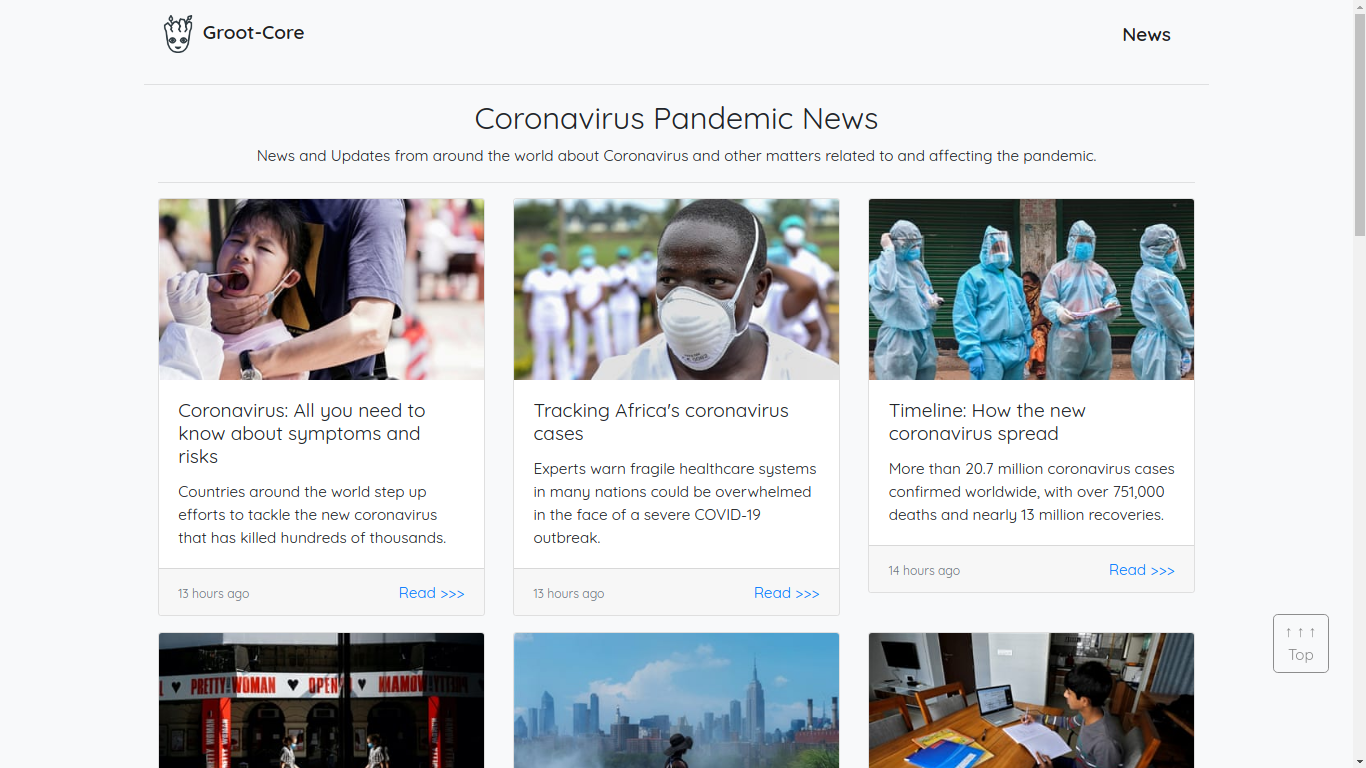 Groot-Core
News
Coronavirus Pandemic News
News and Updates from around the world about Coronavirus and other matters related to and affecting the pandemic.
Coronavirus: All you need to
know about symptoms and
risks
Countries around the world step up
efforts to tackle the new coronavirus
that has killed hundreds of thousands.
13 hours ago
Read >>>
Tracking Africa's coronavirus
cases
Experts warn fragile healthcare systems
in many nations could be overwhelmed
in the face of a severe COVID-19
outbreak.
13 hours ago
Read >>>
Timeline: How the new
coronavirus spread
More than 20.7 million coronavirus cases
confirmed worldwide, with over 751,000
deaths and nearly 13 million recoveries.
14 hours ago
Read >>>
PRETTY WOMAN
OPEN
PRETTY WOMAN
PRETTY WOMAN
↑ ↑ ↑
Top